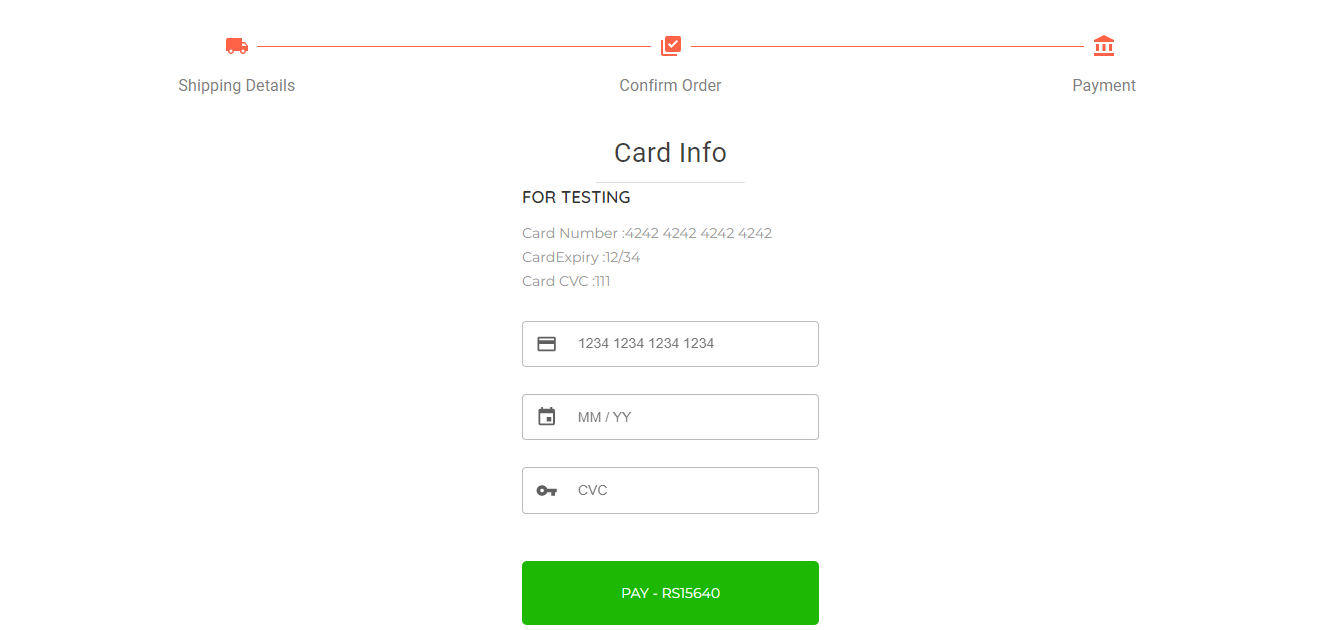 Shipping Details Confirm Order Payment
Card Info
FOR TESTING
Card Number :4242 4242 4242 4242
CardExpiry :12/34
Card CVC :111
1234 1234 1234 1234
MM / YY
CVC
PAY - RS15640